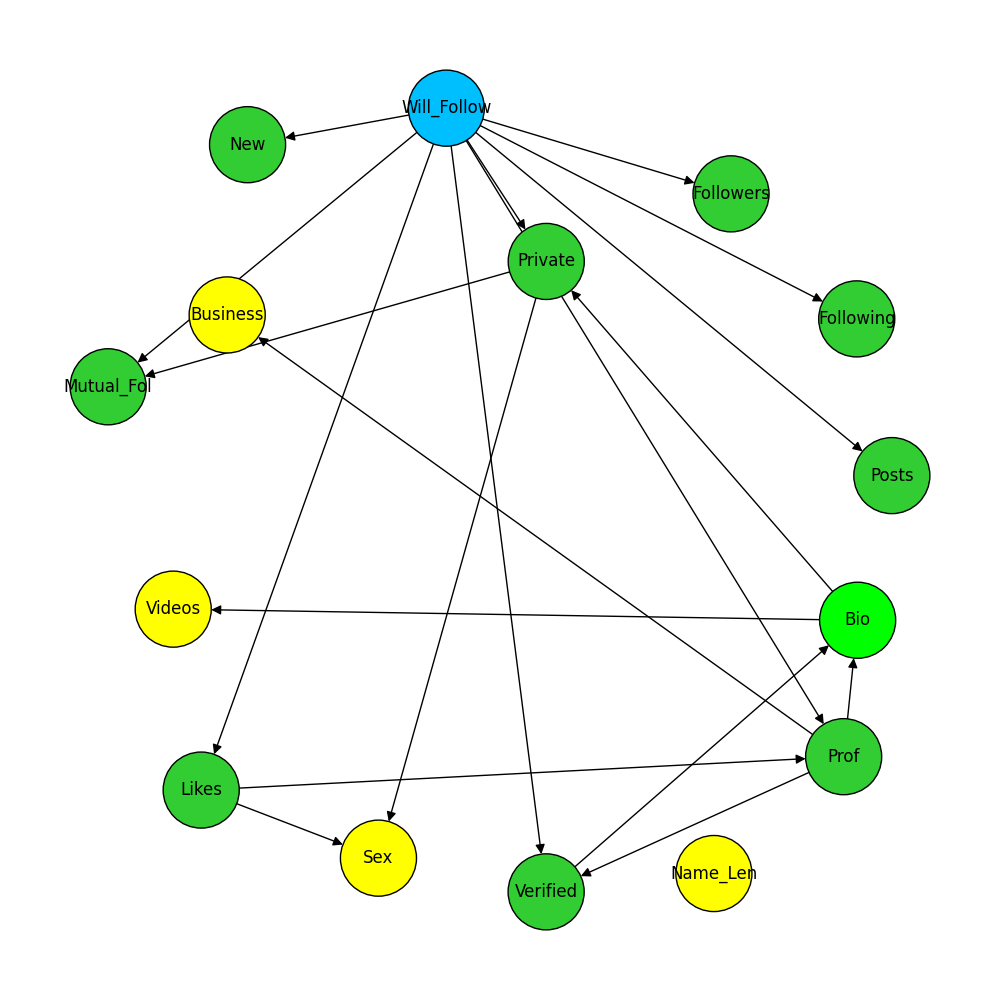 Will_Follow
New
Followers
Private
Business
Following
Mutual_Fol
Posts
Videos
Bio
Prof
Likes
Sex
Name_Len
Verified